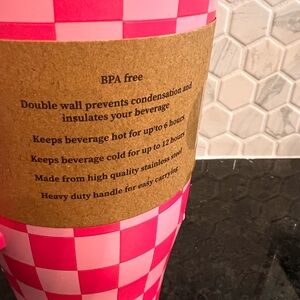 BPA free
Double wall prevents condensation and
insulates your beverage
Keeps beverage hot for up to 6 hours
Keeps beverage cold for up to 12 hours
Made from high quality stainless steel
Heavy duty handle for easy carrying